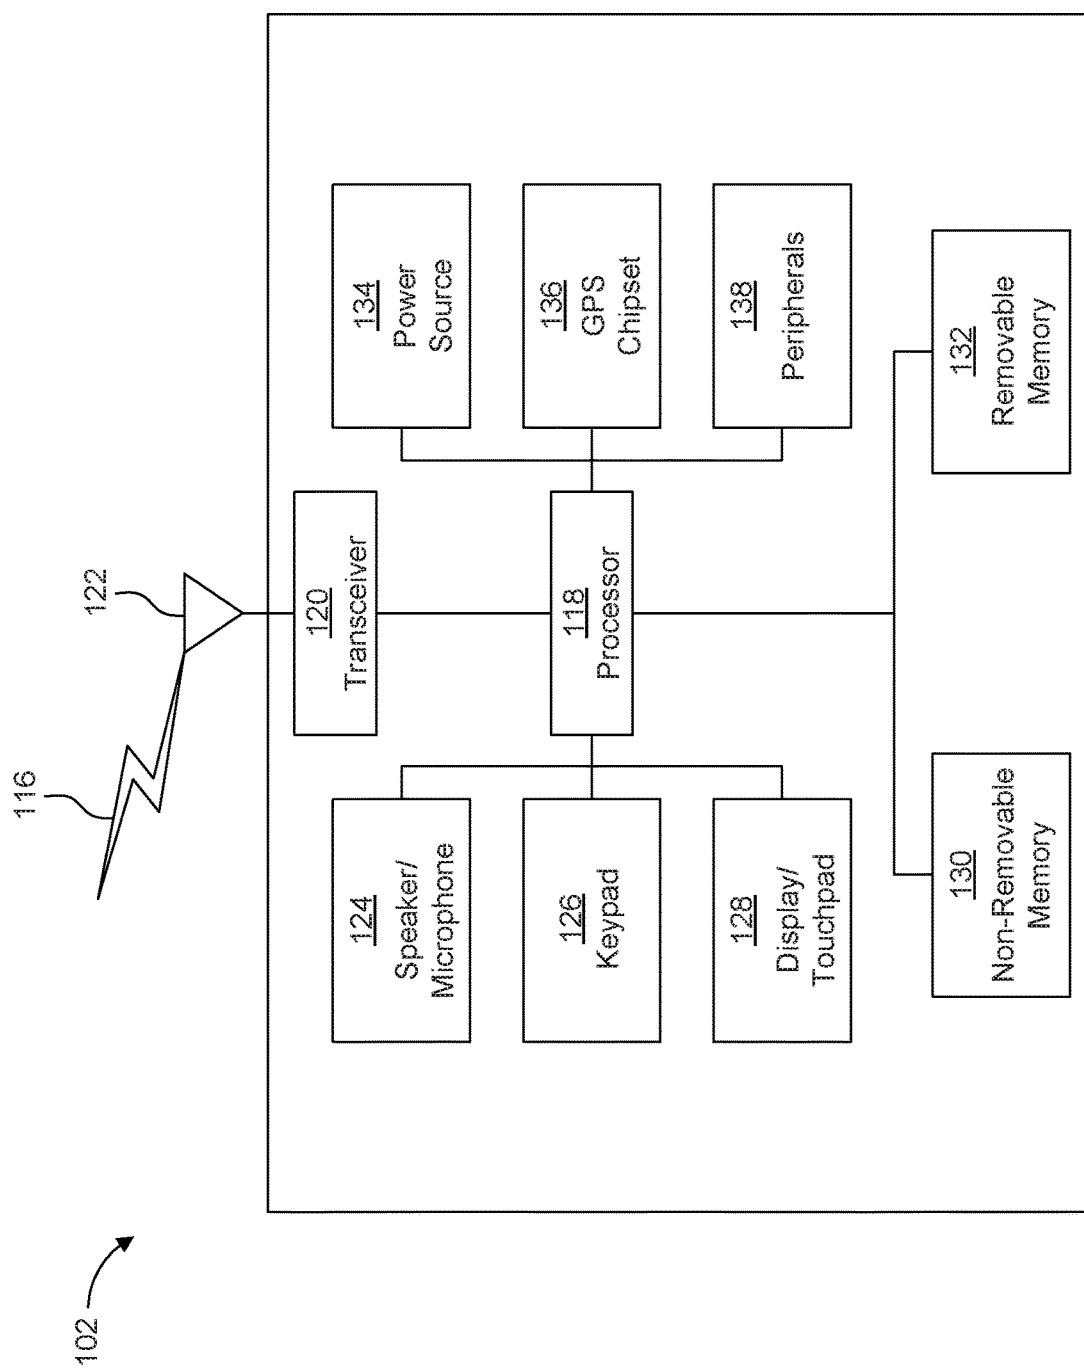 102
116
122
120
Transceiver
124
Speaker/
Microphone
134
Power
Source
126
Keypad
118
Processor
136
GPS
Chipset
128
Display/
Touchpad
138
Peripherals
130
Non-Removable
Memory
132
Removable
Memory